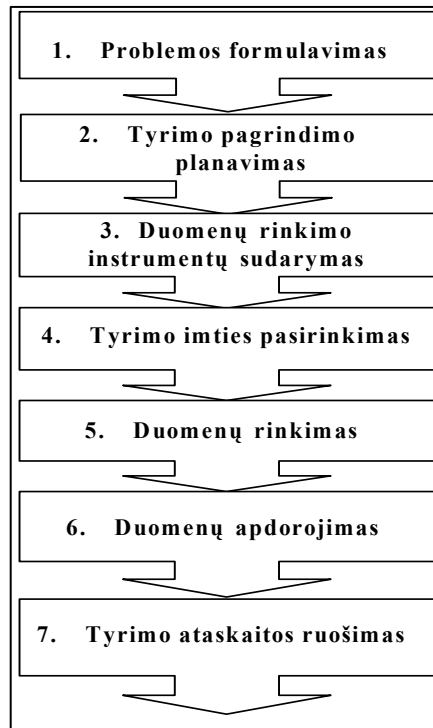 1. Problemos formulavimas
2. Tyrimo pagrindimo
planavimas
3. Duomenų rinkimo
instrumentų sudarymas
4. Tyrimo imties pasirinkimas
5. Duomenų rinkimas
6. Duomenų apdorojimas
7. Tyrimo ataskaitos ruošimas